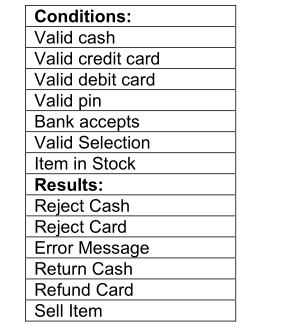 Conditions:
Valid cash
Valid credit card
Valid debit card
Valid pin
Bank accepts
Valid Selection
Item in Stock
Results:
Reject Cash
Reject Card
Error Message
Return Cash
Refund Card
Sell Item